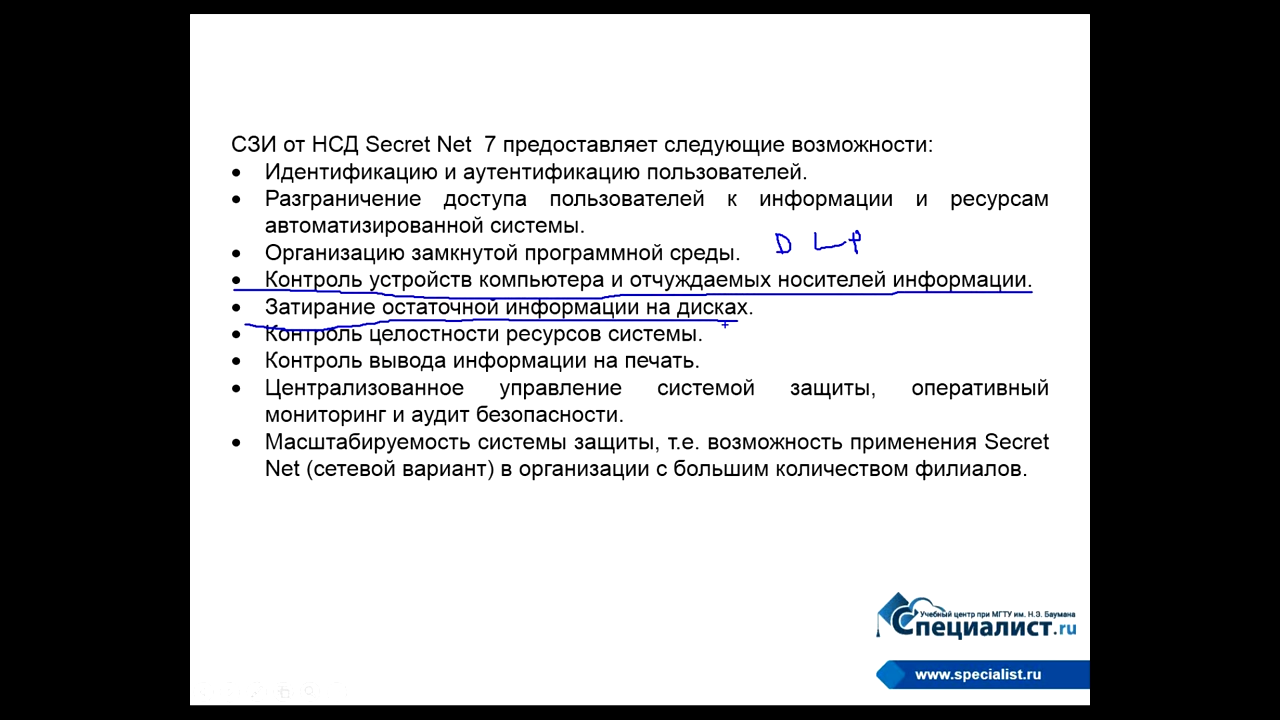 СЗИ от НСД Secret Net 7 предоставляет следующие возможности:
• Идентификацию и аутентификацию пользователей.
• Разграничение доступа пользователей к информации и ресурсам
автоматизированной системы.
• Организацию замкнутой программной среды.
D L P
• Контроль устройств компьютера и отчуждаемых носителей информации.
• Затирание остаточной информации на дисках.
• Контроль целостности ресурсов системы.
• Контроль вывода информации на печать.
• Централизованное управление системой защиты, оперативный
мониторинг и аудит безопасности.
• Масштабируемость системы защиты, т.е. возможность применения Secret
Net (сетевой вариант) в организации с большим количеством филиалов.
Учебный центр при МГТУ им. Н.Э. Баумана
Специалист.ru
www.specialist.ru